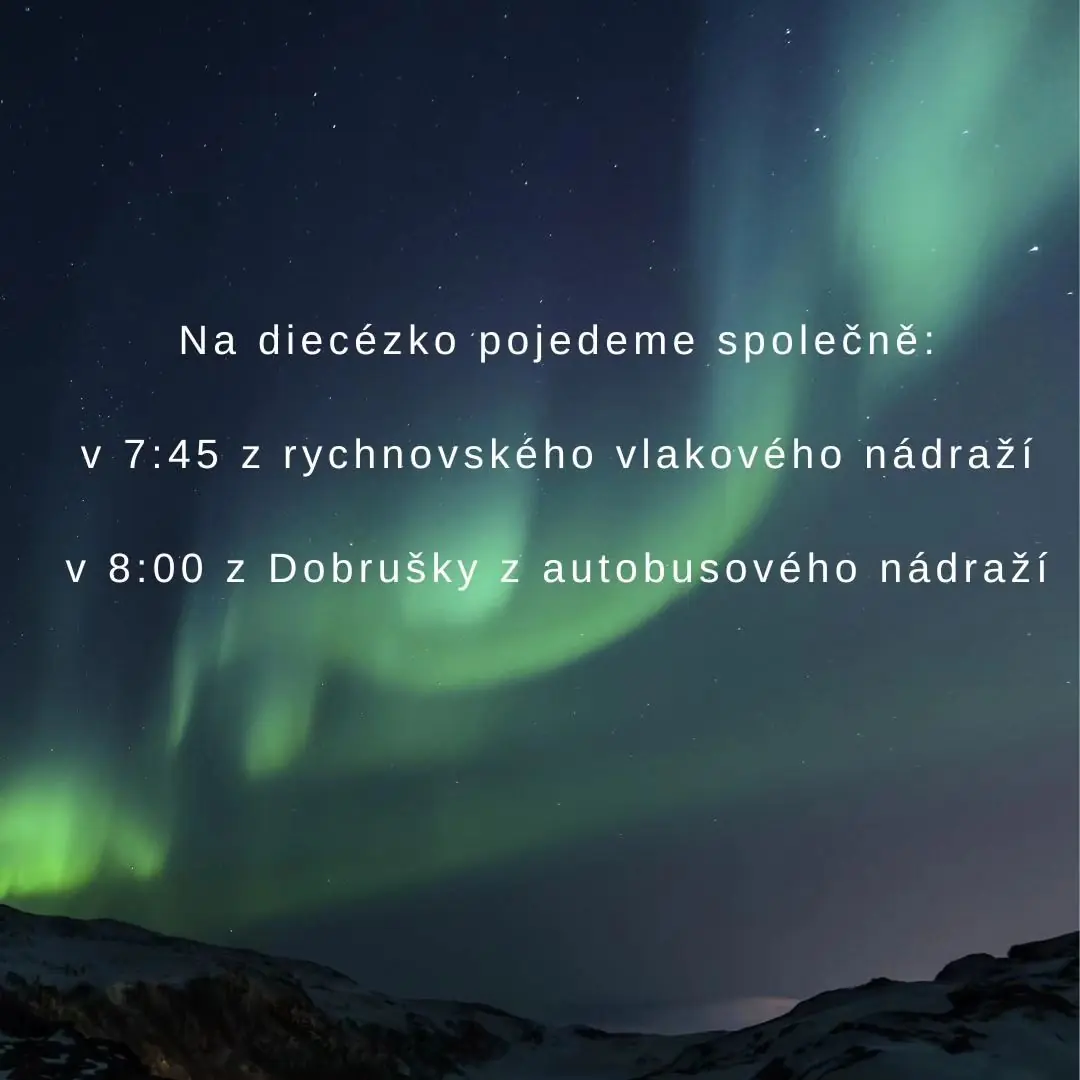 Na diecézko pojedeme společně:
v 7:45 z rychnovského vlakového nádraží
v 8:00 z Dobrušky z autobusového nádraží